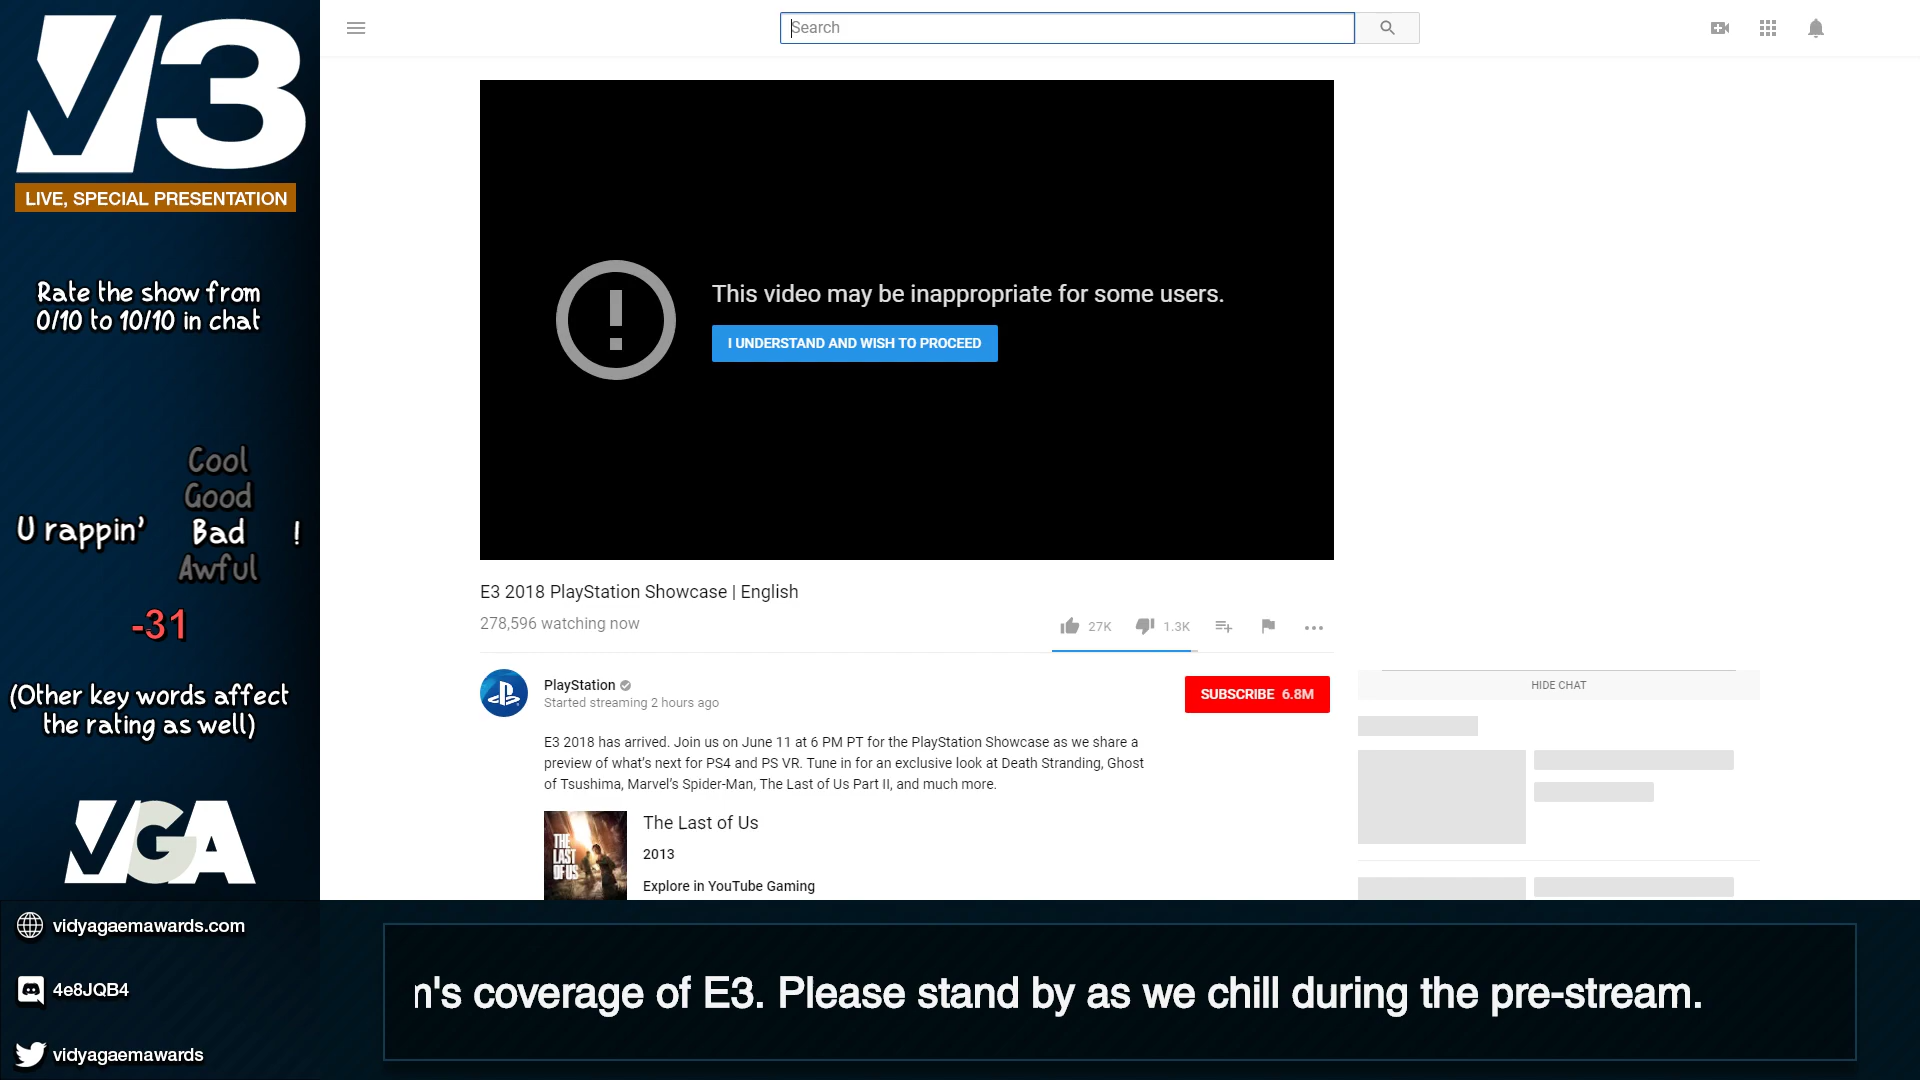 V3
LIVE, SPECIAL PRESENTATION
Rate the show from
0/10 to 10/10 in chat
Cool
Good
U rappin' Bad !
Awful
-31
(Other key words affect
the rating as well)
VGA
vidyagaemawards.com
4e8JQB4
vidyagaemawards
Search
This video may be inappropriate for some users.
I UNDERSTAND AND WISH TO PROCEED
E3 2018 PlayStation Showcase | English
278,596 watching now
27K 1.3K
PlayStation
Started streaming 2 hours ago
SUBSCRIBE 6.8M
E3 2018 has arrived. Join us on June 11 at 6 PM PT for the PlayStation Showcase as we share a
preview of what's next for PS4 and PS VR. Tune in for an exclusive look at Death Stranding, Ghost
of Tsushima, Marvel's Spider-Man, The Last of Us Part II, and much more.
THE
LAST
OF US
The Last of Us
2013
Explore in YouTube Gaming
HIDE CHAT
n's coverage of E3. Please stand by as we chill during the pre-stream.